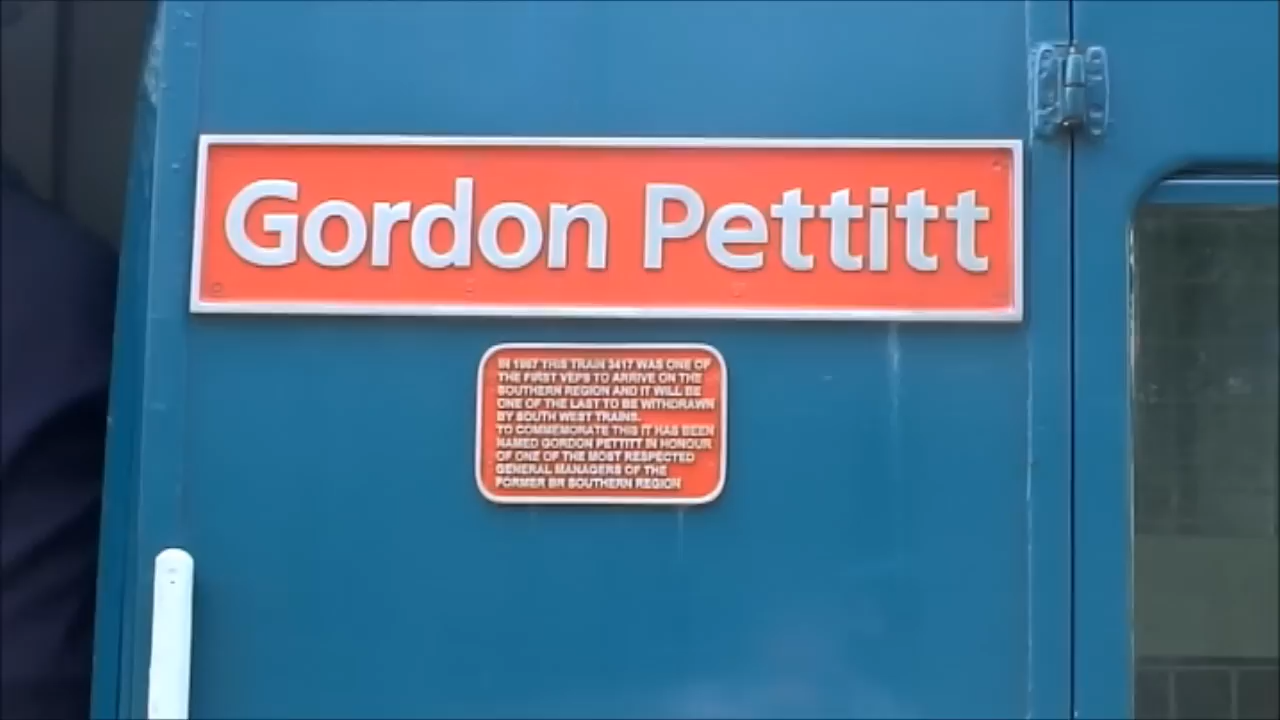 Gordon Pettitt
IN 1967 THIS TRAIN 3417 WAS ONE OF
THE FIRST VEPS TO ARRIVE ON THE
SOUTHERN REGION AND IT WILL BE
ONE OF THE LAST TO BE WITHDRAWN
BY SOUTH WEST TRAINS.
TO COMMEMORATE THIS IT HAS BEEN
NAMED GORDON PETTITT IN HONOUR
OF ONE OF THE MOST RESPECTED
GENERAL MANAGERS OF THE
FORMER BR SOUTHERN REGION